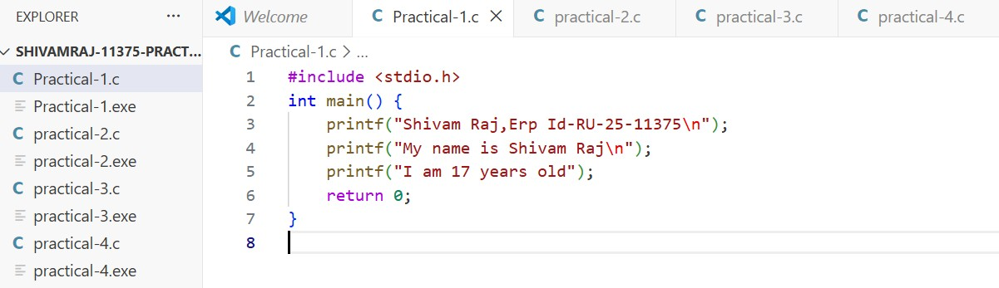 EXPLORER ...
SHIVAMRAJ-11375-PRACT...
Practical-1.c
Practical-1.exe
practical-2.c
practical-2.exe
practical-3.c
practical-3.exe
practical-4.c
practical-4.exe
Welcome
Practical-1.c
practical-2.c
practical-3.c
practical-4.c
C Practical-1.c > ...
1 #include <stdio.h>
2 int main() {
3     printf("Shivam Raj,Erp Id-RU-25-11375\n");
4     printf("My name is Shivam Raj\n");
5     printf("I am 17 years old");
6     return 0;
7 }
8